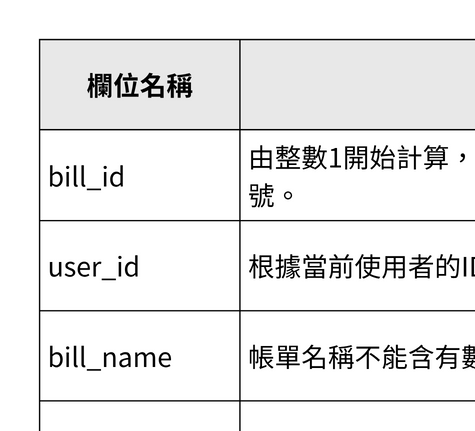 欄位名稱
bill_id
由整數1開始計算，
號。
user_id
根據當前使用者的I
bill_name
帳單名稱不能含有